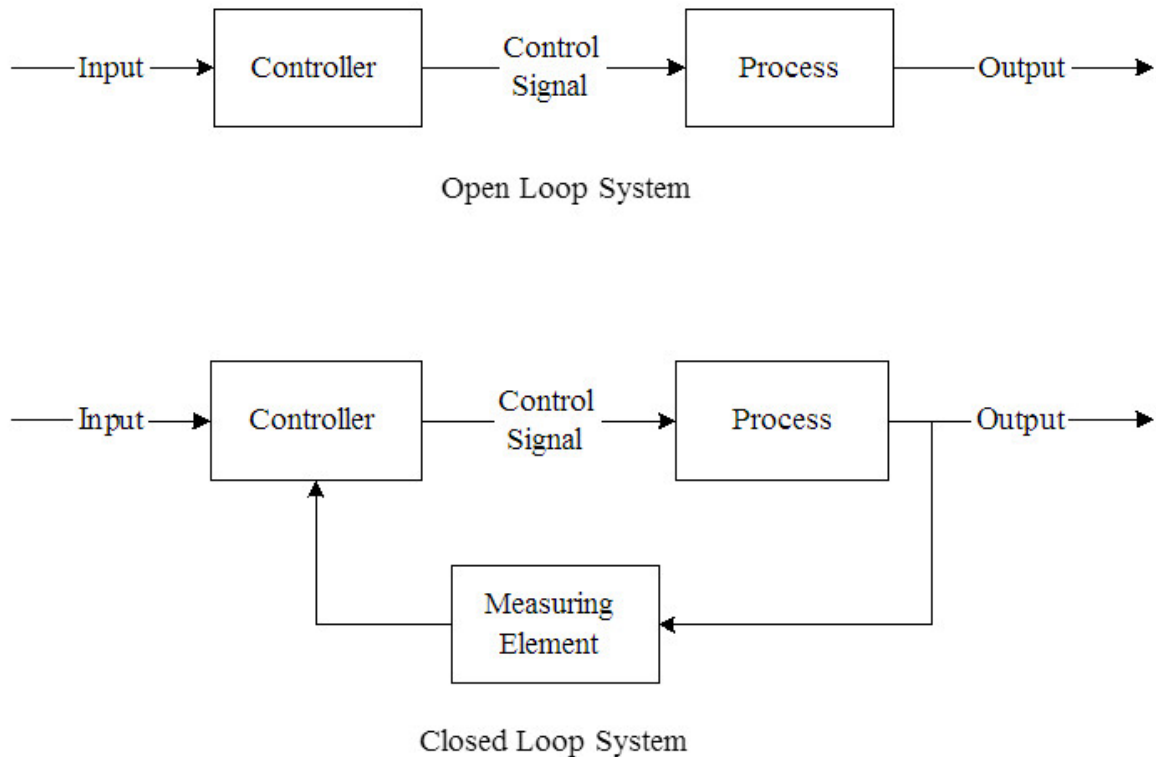 Input
Controller
Control
Signal
Process
Output
Open Loop System
Input
Controller
Control
Signal
Process
Output
Measuring
Element
Closed Loop System